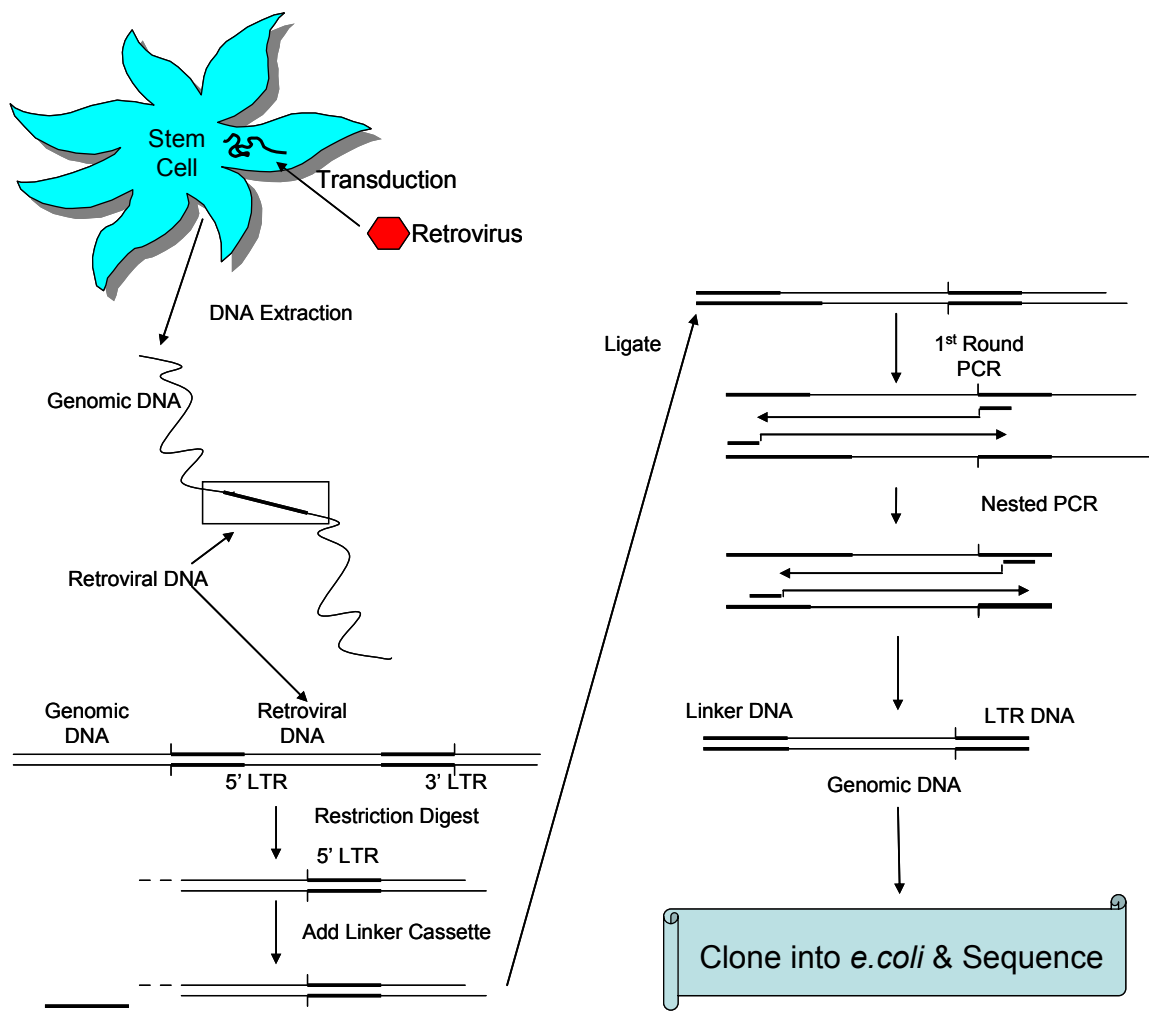 Stem
Cell
Transduction
Retrovirus
DNA Extraction
Genomic DNA
Retroviral DNA
Genomic
DNA
Retroviral
DNA
5’ LTR
3’ LTR
Restriction Digest
5’ LTR
Add Linker Cassette
Ligate
1st Round
PCR
Nested PCR
Linker DNA
LTR DNA
Genomic DNA
Clone into e.coli & Sequence